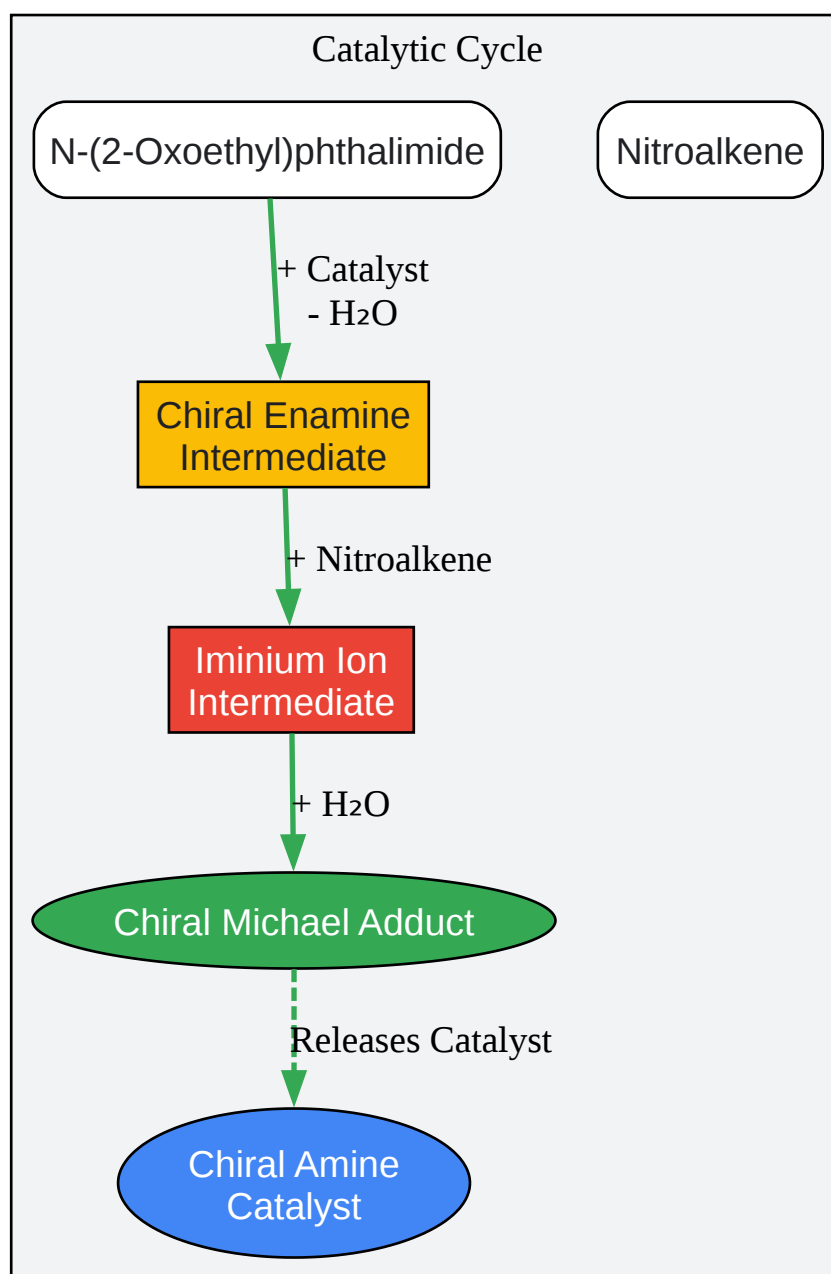 Catalytic Cycle
N-(2-Oxoethyl)phthalimide
Nitroalkene
+ Catalyst
- H₂O
Chiral Enamine
Intermediate
+ Nitroalkene
Iminium Ion
Intermediate
+ H₂O
Chiral Michael Adduct
Releases Catalyst
Chiral Amine
Catalyst